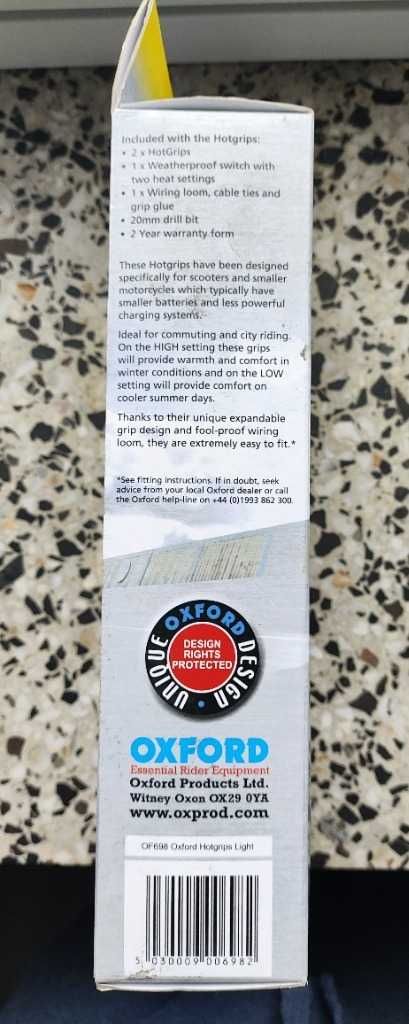 Included with the Hotgrips:
• 2 x HotGrips
• 1 x Weatherproof switch with
two heat settings
• 1 x Wiring loom, cable ties and
grip glue
• 20mm drill bit
• 2 Year warranty form
These Hotgrips have been designed
specifically for scooters and smaller
motorcycles which typically have
smaller batteries and less powerful
charging systems.
Ideal for commuting and city riding.
On the HIGH setting these grips
will provide warmth and comfort in
winter conditions and on the LOW
setting will provide comfort on
cooler summer days.
Thanks to their unique expandable
grip design and fool-proof wiring
loom, they are extremely easy to fit.*
*See fitting instructions. If in doubt, seek
advice from your local Oxford dealer or call
the Oxford help-line on +44 (0)1993 862 300.
UNIQUE OXFORD DESIGN
DESIGN
RIGHTS
PROTECTED
OXFORD
Essential Rider Equipment
Oxford Products Ltd.
Witney Oxon OX29 0YA
www.oxprod.com
OF698 Oxford Hotgrips Light
5 030009 006982